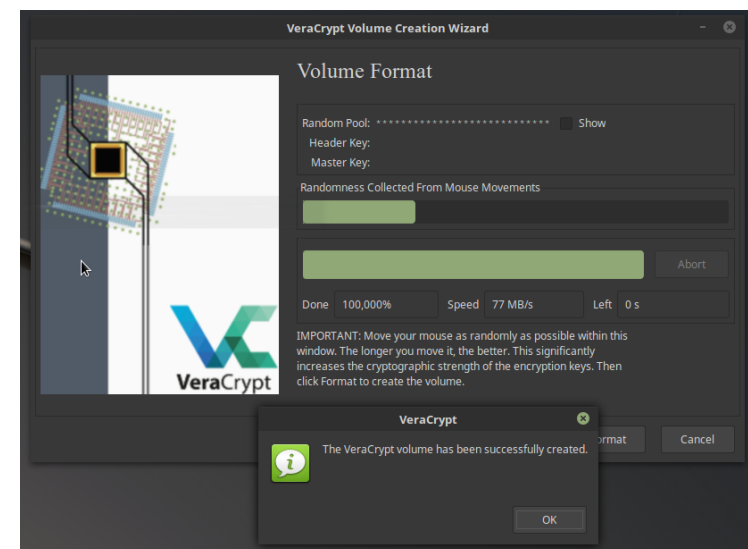 VeraCrypt Volume Creation Wizard
Volume Format
Random Pool: **************************** Show
Header Key:
Master Key:
Randomness Collected From Mouse Movements
Abort
Done 100,000% Speed 77 MB/s Left 0 s
IMPORTANT: Move your mouse as randomly as possible within this
window. The longer you move it, the better. This significantly
increases the cryptographic strength of the encryption keys. Then
click Format to create the volume.
VeraCrypt
Cancel
VeraCrypt
The VeraCrypt volume has been successfully created.
OK